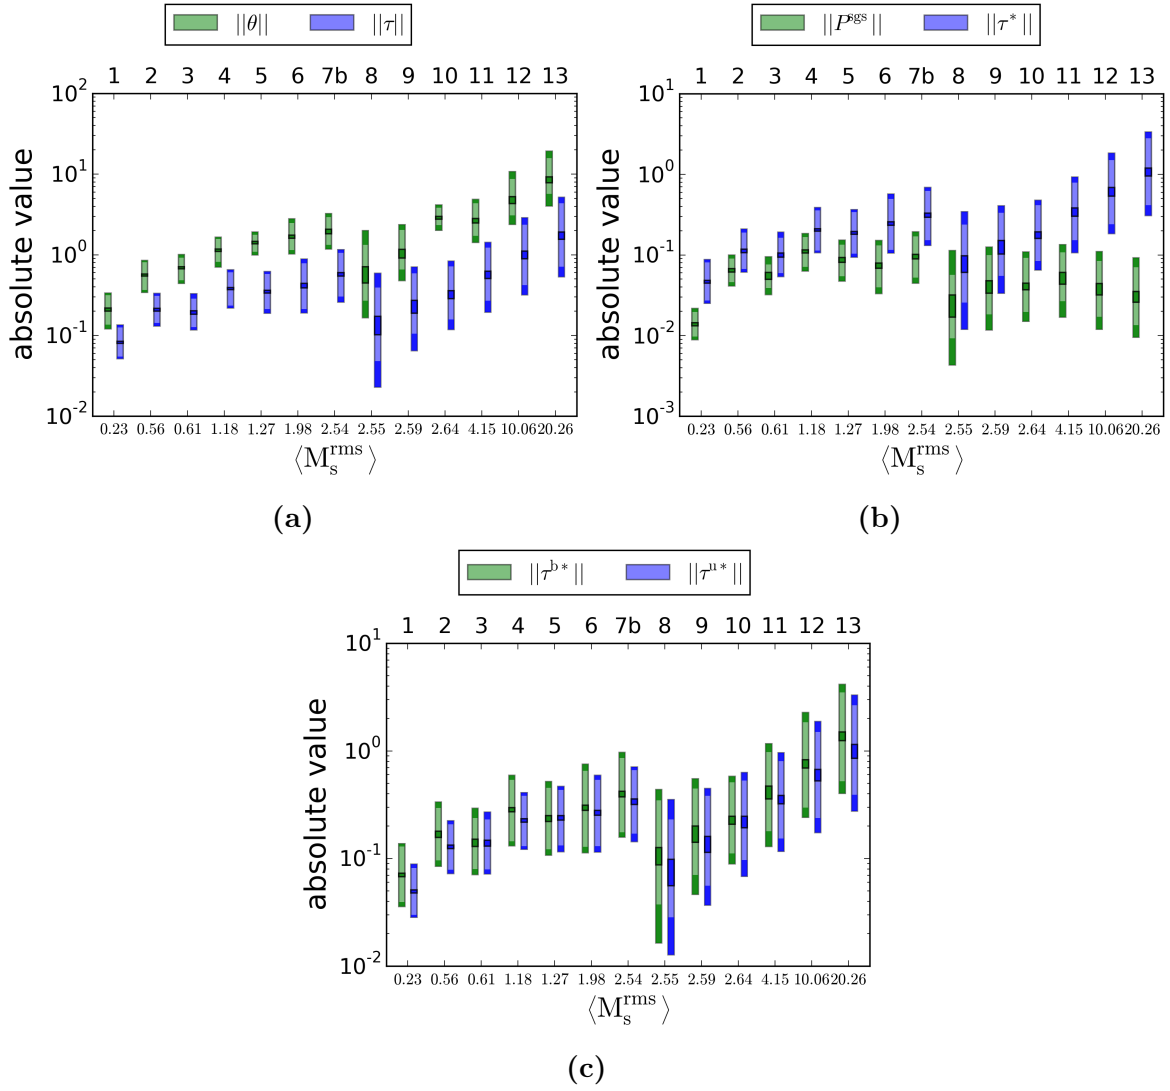 ||θ|| ||τ||
1 2 3 4 5 6 7b 8 9 10 11 12 13
absolute value
10^2
10^1
10^0
10^-1
10^-2
0.23 0.56 0.61 1.18 1.27 1.98 2.54 2.55 2.59 2.64 4.15 10.06 20.26
⟨M_s^rms⟩
(a)
||P^sgs|| ||τ*||
1 2 3 4 5 6 7b 8 9 10 11 12 13
absolute value
10^1
10^0
10^-1
10^-2
10^-3
0.23 0.56 0.61 1.18 1.27 1.98 2.54 2.55 2.59 2.64 4.15 10.06 20.26
⟨M_s^rms⟩
(b)
||τ^b*|| ||τ^u*||
1 2 3 4 5 6 7b 8 9 10 11 12 13
absolute value
10^1
10^0
10^-1
10^-2
0.23 0.56 0.61 1.18 1.27 1.98 2.54 2.55 2.59 2.64 4.15 10.06 20.26
⟨M_s^rms⟩
(c)